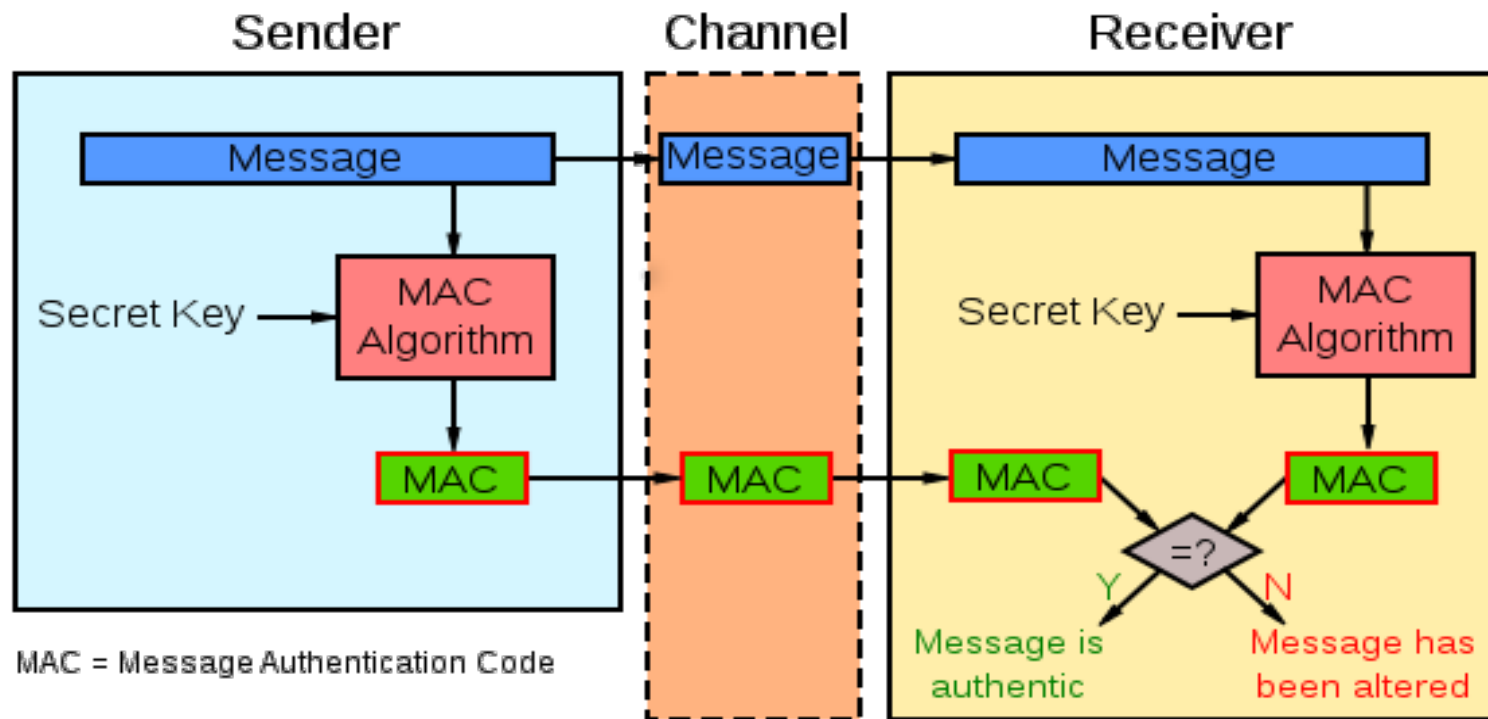 Sender
Channel
Receiver
Message
Message
Message
Secret Key
MAC
Algorithm
Secret Key
MAC
Algorithm
MAC
MAC
MAC
MAC
=?
Y
N
Message is
authentic
Message has
been altered
MAC = Message Authentication Code